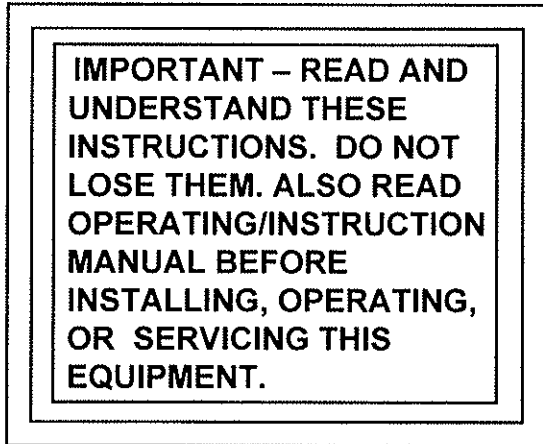 IMPORTANT – READ AND
UNDERSTAND THESE
INSTRUCTIONS. DO NOT
LOSE THEM. ALSO READ
OPERATING/INSTRUCTION
MANUAL BEFORE
INSTALLING, OPERATING,
OR SERVICING THIS
EQUIPMENT.